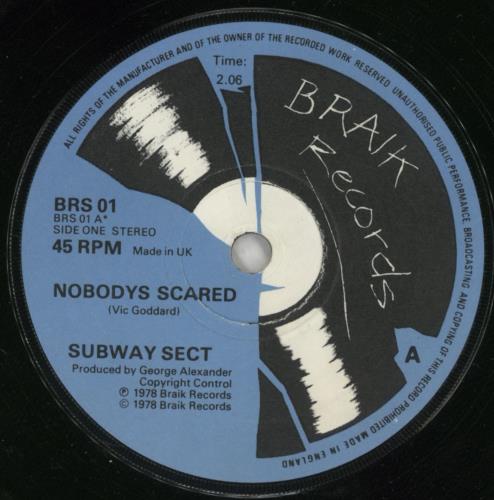 ALL RIGHTS OF THE MANUFACTURER AND OF THE OWNER OF THE RECORDED WORK RESERVED. UNAUTHORISED PUBLIC PERFORMANCE, BROADCASTING AND COPYING OF THIS RECORD PROHIBITED MADE IN ENGLAND
Time:
2.06
BRAIK
Records
BRS 01
BRS 01 A*
SIDE ONE STEREO
45 RPM Made in UK
NOBODYS SCARED
(Vic Goddard)
SUBWAY SECT
A
Produced by George Alexander
Copyright Control
℗ 1978 Braik Records
© 1978 Braik Records